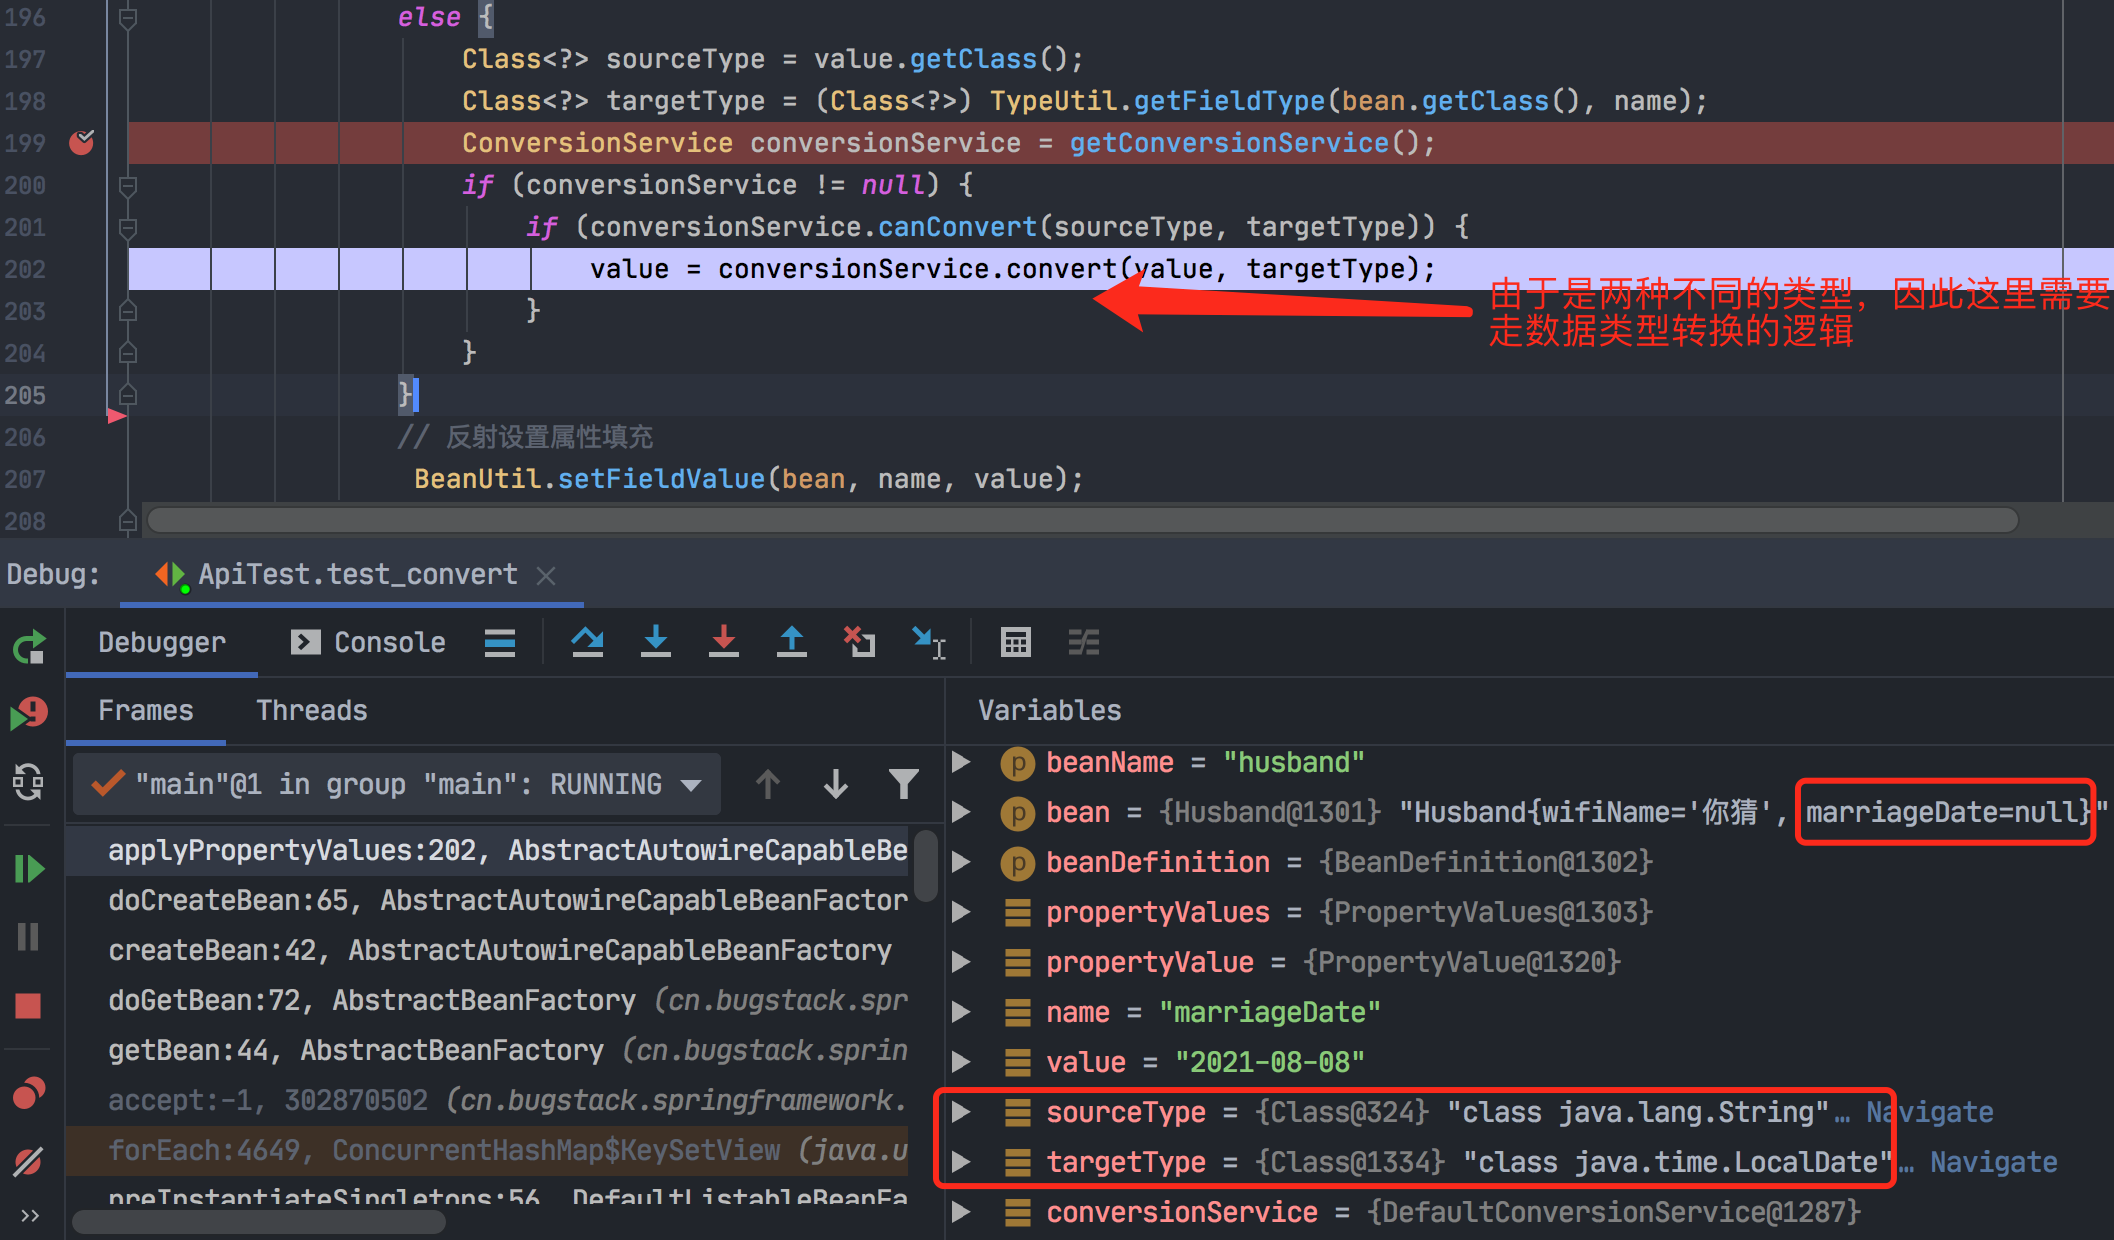 196 else {
197 Class<?> sourceType = value.getClass();
198 Class<?> targetType = (Class<?>) TypeUtil.getFieldType(bean.getClass(), name);
199 ConversionService conversionService = getConversionService();
200 if (conversionService != null) {
201 if (conversionService.canConvert(sourceType, targetType)) {
202 value = conversionService.convert(value, targetType);
由于是两种不同的类型，因此这里需要
走数据类型转换的逻辑
203 }
204 }
205 }
206 // 反射设置属性填充
207 BeanUtil.setFieldValue(bean, name, value);
208
Debug: ApiTest.test_convert
Debugger Console
Frames Threads
Variables
"main"@1 in group "main": RUNNING
applyPropertyValues:202, AbstractAutowireCapableBe
doCreateBean:65, AbstractAutowireCapableBeanFactor
createBean:42, AbstractAutowireCapableBeanFactory
doGetBean:72, AbstractBeanFactory (cn.bugstack.spr
getBean:44, AbstractBeanFactory (cn.bugstack.sprin
accept:-1, 302870502 (cn.bugstack.springframework.
forEach:4649, ConcurrentHashMap$KeySetView (java.u
preInstantiateSingletons:56, DefaultListableBeanFa
p beanName = "husband"
p bean = {Husband@1301} "Husband{wifiName='你猜', marriageDate=null}"
p beanDefinition = {BeanDefinition@1302}
propertyValues = {PropertyValues@1303}
propertyValue = {PropertyValue@1320}
name = "marriageDate"
value = "2021-08-08"
sourceType = {Class@324} "class java.lang.String"… Navigate
targetType = {Class@1334} "class java.time.LocalDate"… Navigate
conversionService = {DefaultConversionService@1287}